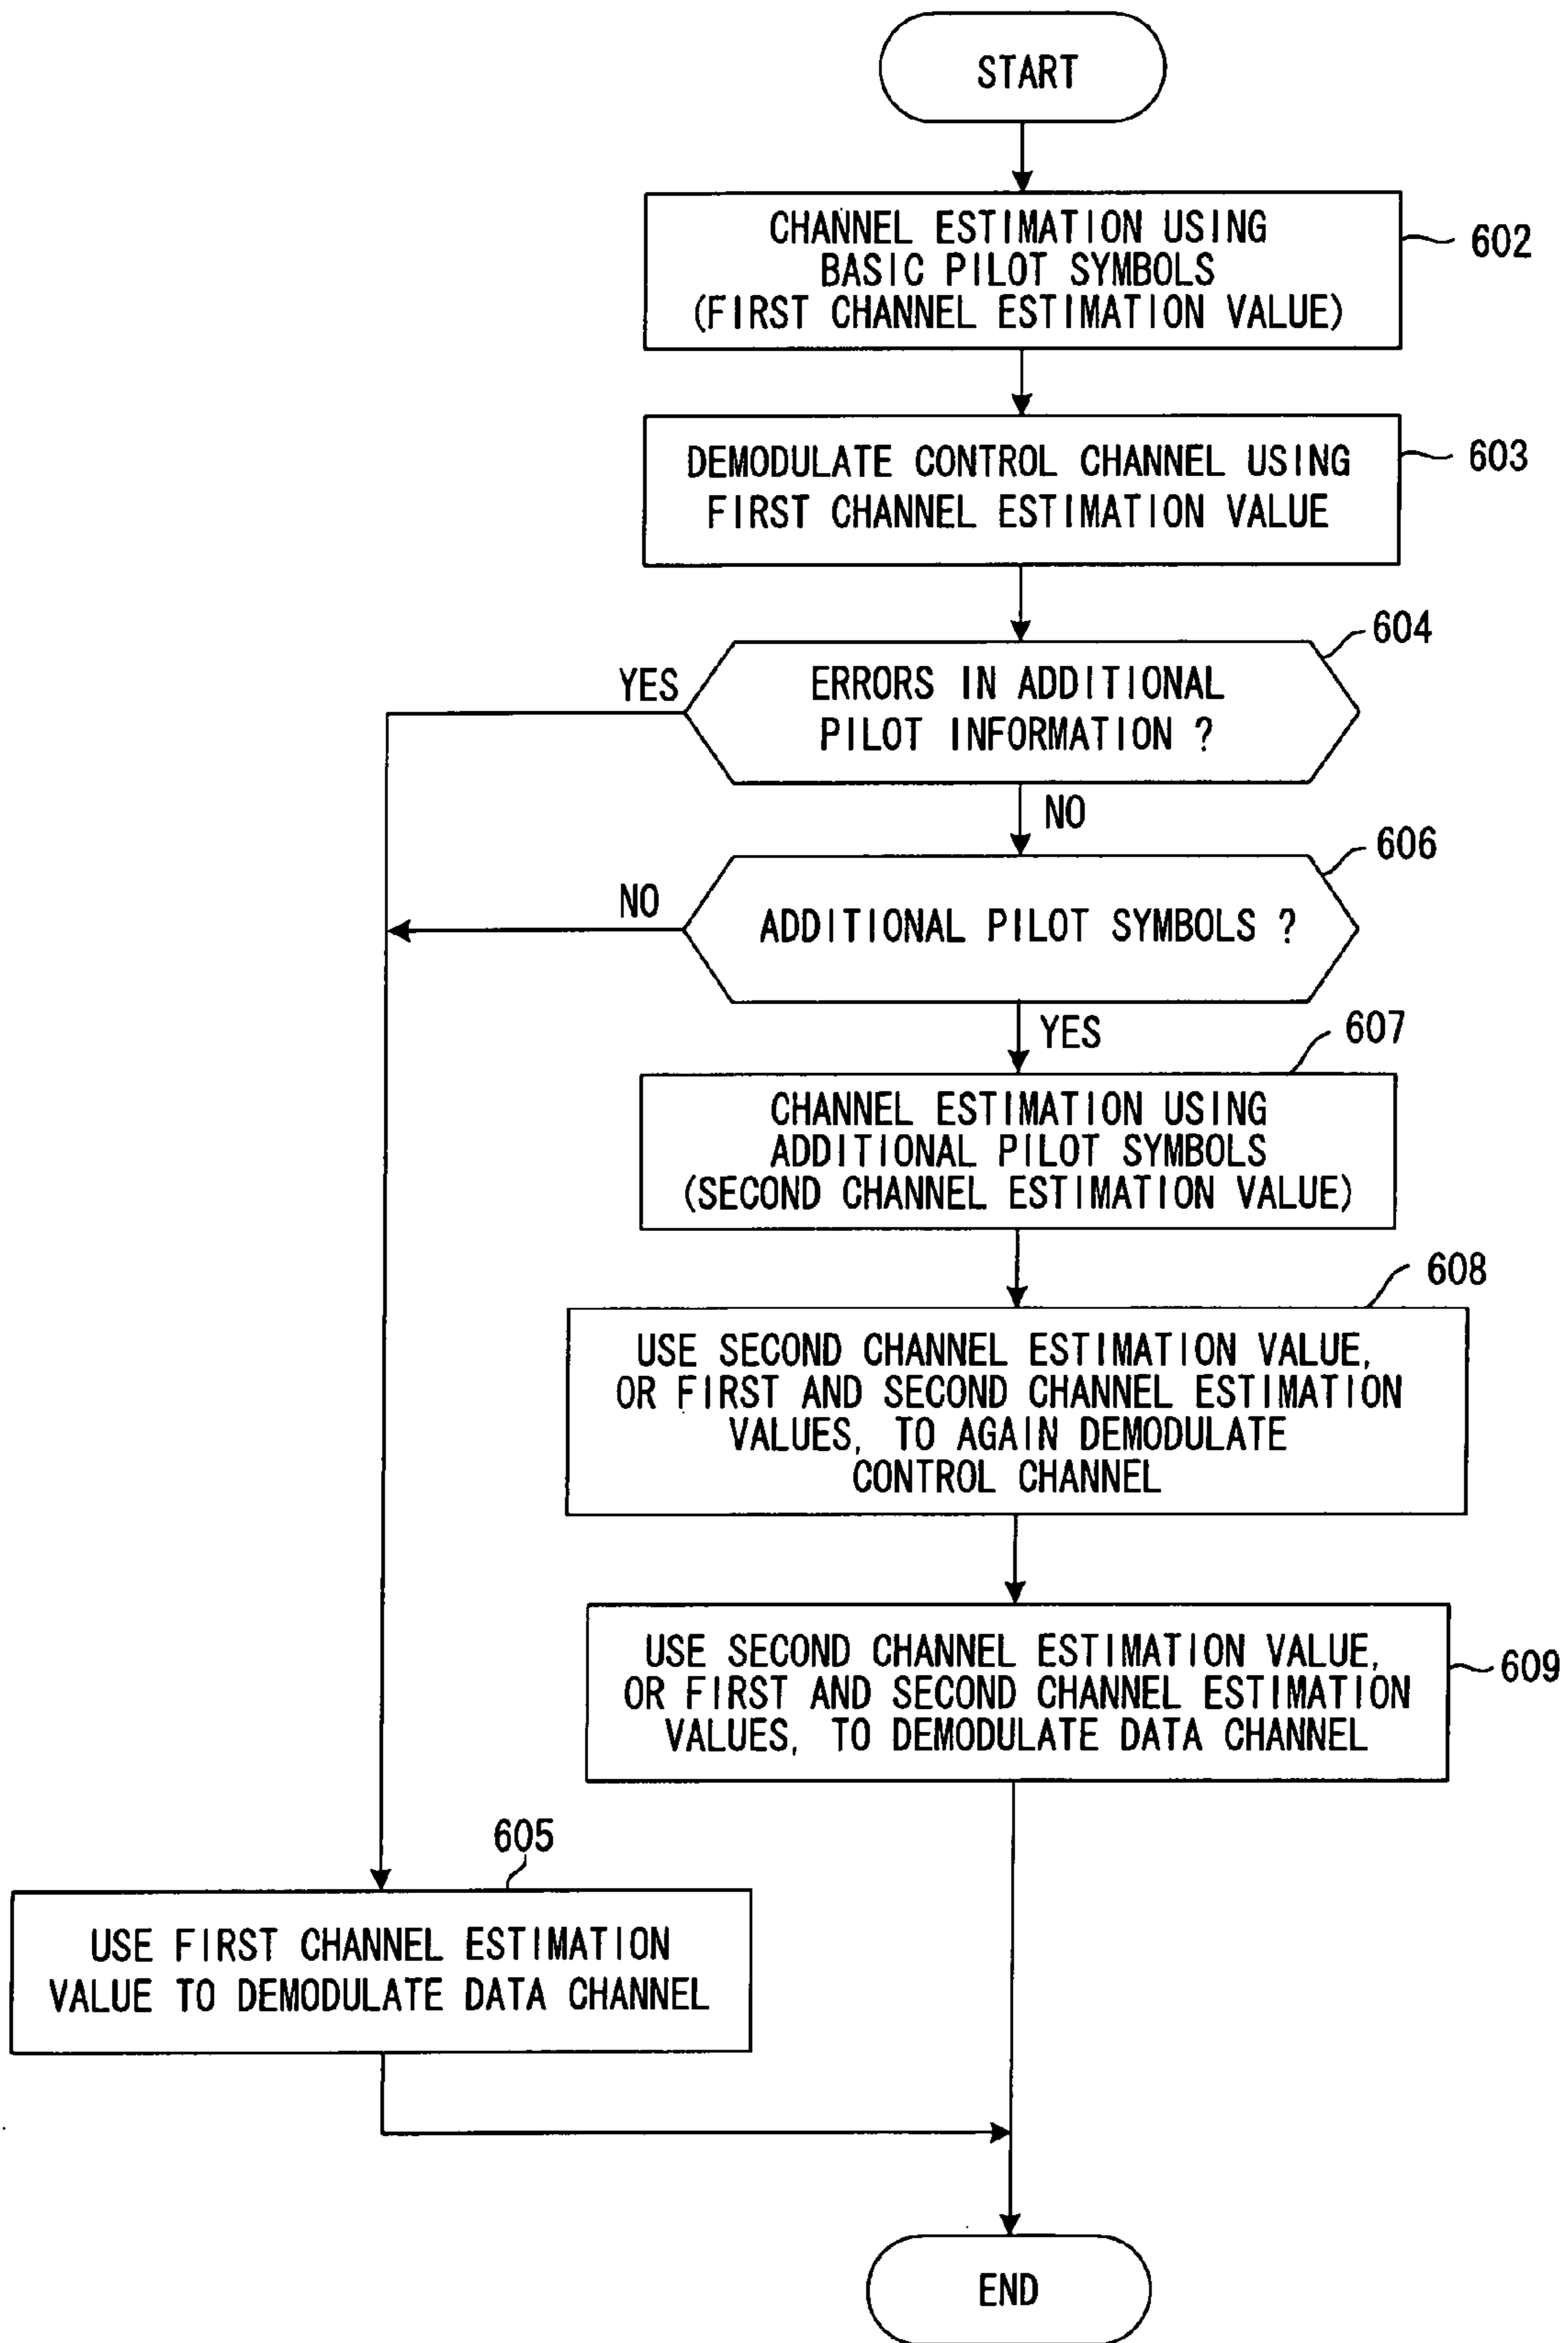 START
CHANNEL ESTIMATION USING
BASIC PILOT SYMBOLS
(FIRST CHANNEL ESTIMATION VALUE)
602
DEMODULATE CONTROL CHANNEL USING
FIRST CHANNEL ESTIMATION VALUE
603
604
YES
ERRORS IN ADDITIONAL
PILOT INFORMATION ?
NO
606
NO
ADDITIONAL PILOT SYMBOLS ?
YES
607
CHANNEL ESTIMATION USING
ADDITIONAL PILOT SYMBOLS
(SECOND CHANNEL ESTIMATION VALUE)
608
USE SECOND CHANNEL ESTIMATION VALUE,
OR FIRST AND SECOND CHANNEL ESTIMATION
VALUES, TO AGAIN DEMODULATE
CONTROL CHANNEL
USE SECOND CHANNEL ESTIMATION VALUE,
OR FIRST AND SECOND CHANNEL ESTIMATION
VALUES, TO DEMODULATE DATA CHANNEL
609
605
USE FIRST CHANNEL ESTIMATION
VALUE TO DEMODULATE DATA CHANNEL
END